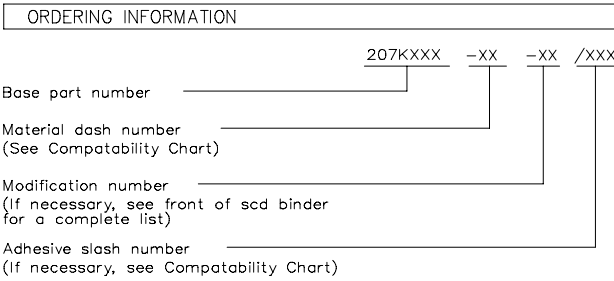 ORDERING INFORMATION
207KXXX -XX -XX /XXX
Base part number
Material dash number
(See Compatability Chart)
Modification number
(If necessary, see front of scd binder
for a complete list)
Adhesive slash number
(If necessary, see Compatability Chart)